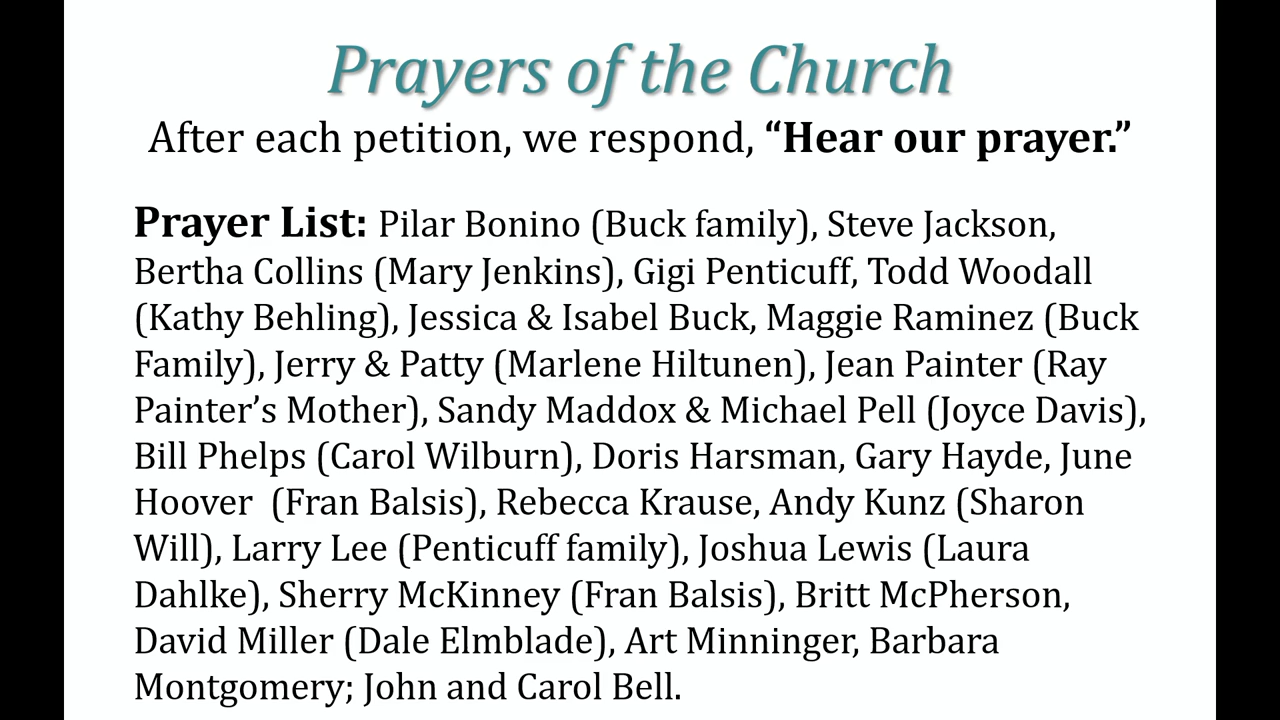 Prayers of the Church
After each petition, we respond, “Hear our prayer.”
Prayer List: Pilar Bonino (Buck family), Steve Jackson,
Bertha Collins (Mary Jenkins), Gigi Penticuff, Todd Woodall
(Kathy Behling), Jessica & Isabel Buck, Maggie Raminez (Buck
Family), Jerry & Patty (Marlene Hiltunen), Jean Painter (Ray
Painter’s Mother), Sandy Maddox & Michael Pell (Joyce Davis),
Bill Phelps (Carol Wilburn), Doris Harsman, Gary Hayde, June
Hoover  (Fran Balsis), Rebecca Krause, Andy Kunz (Sharon
Will), Larry Lee (Penticuff family), Joshua Lewis (Laura
Dahlke), Sherry McKinney (Fran Balsis), Britt McPherson,
David Miller (Dale Elmblade), Art Minninger, Barbara
Montgomery; John and Carol Bell.